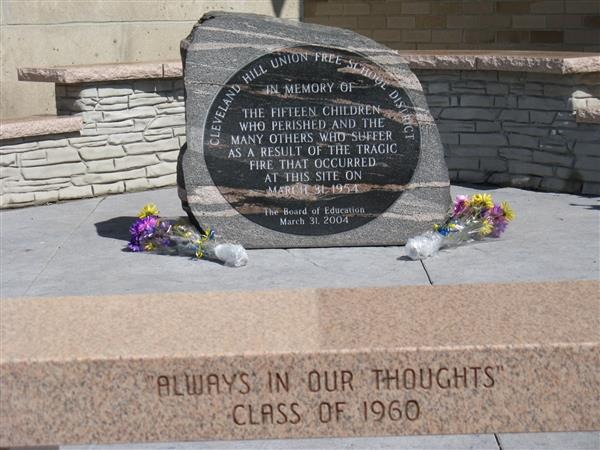 CLEVELAND HILL UNION FREE SCHOOL DISTRICT
IN MEMORY OF
THE FIFTEEN CHILDREN
WHO PERISHED AND THE
MANY OTHERS WHO SUFFER
AS A RESULT OF THE TRAGIC
FIRE THAT OCCURRED
AT THIS SITE ON
MARCH 31, 1954
The Board of Education
March 31, 2004
"ALWAYS IN OUR THOUGHTS"
CLASS OF 1960